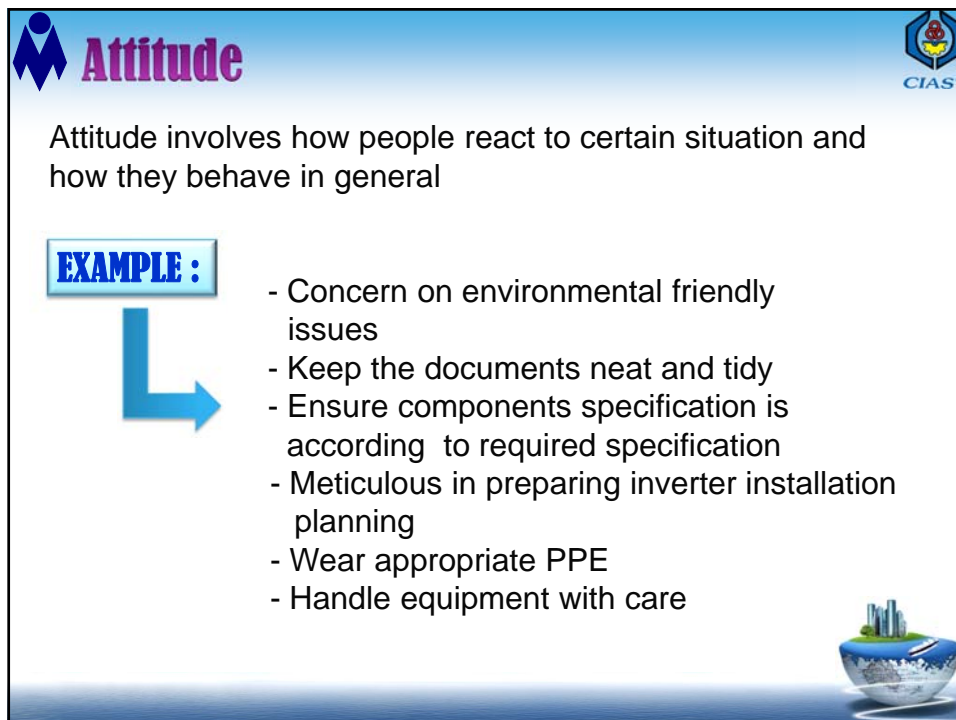 Attitude
CIAS
Attitude involves how people react to certain situation and
how they behave in general
EXAMPLE :
- Concern on environmental friendly
issues
- Keep the documents neat and tidy
- Ensure components specification is
according  to required specification
- Meticulous in preparing inverter installation
planning
- Wear appropriate PPE
- Handle equipment with care